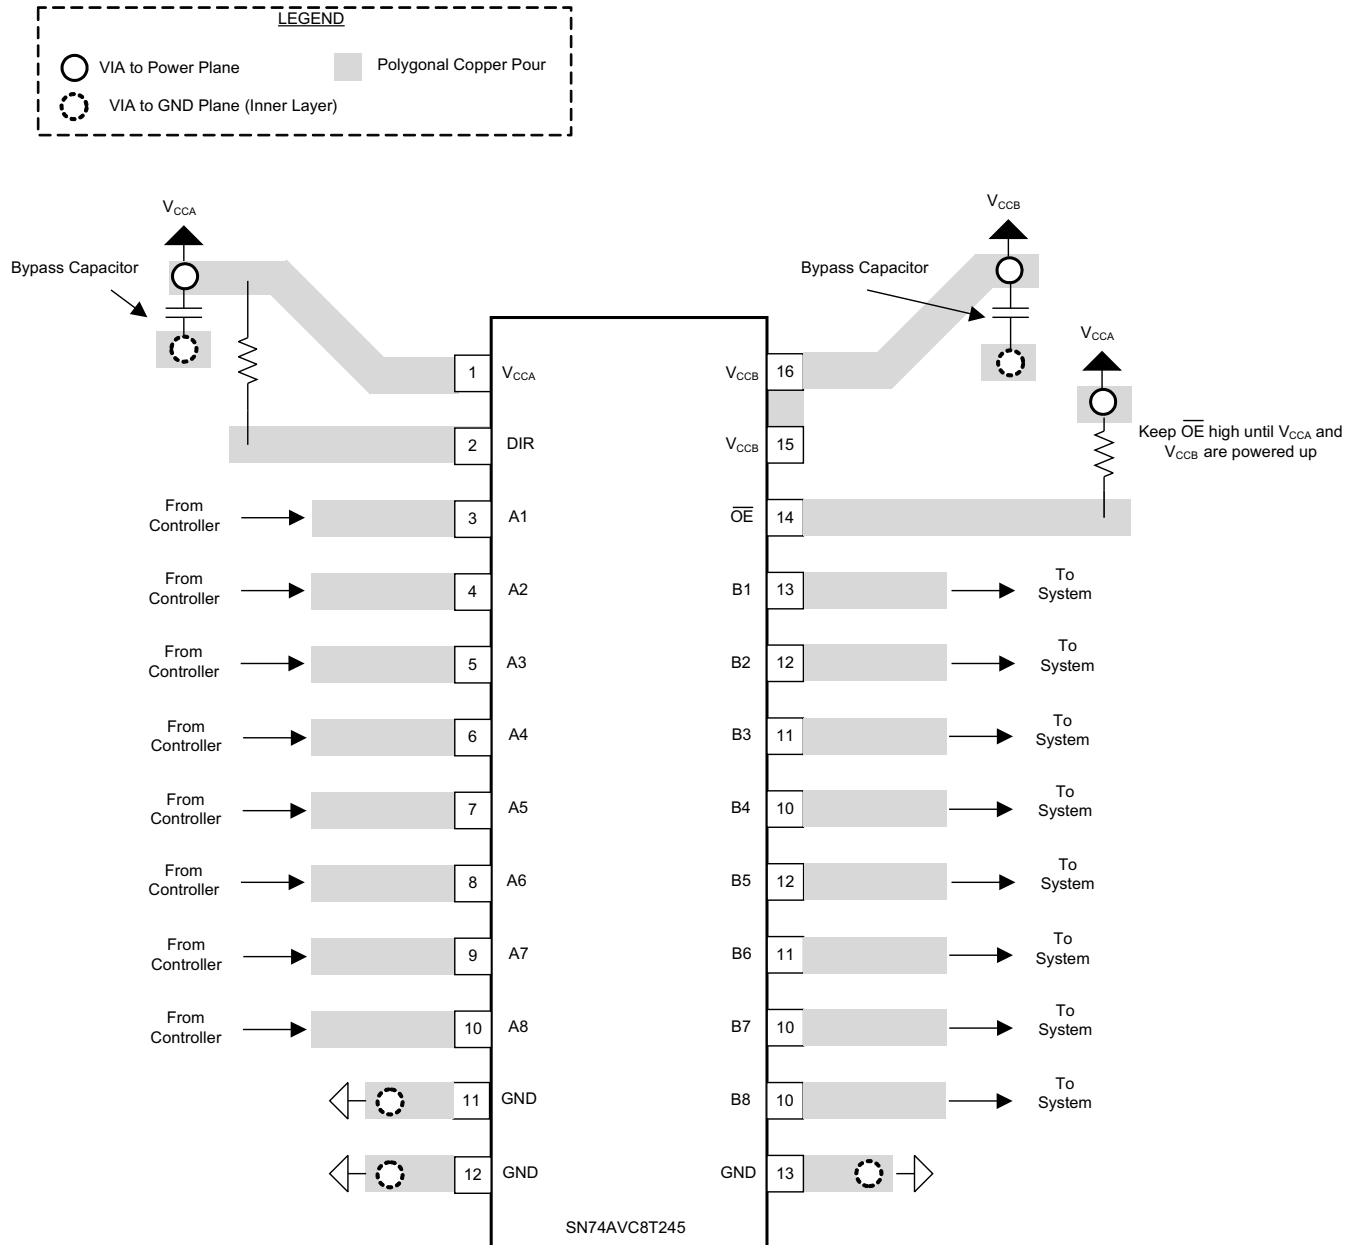 LEGEND
VIA to Power Plane
Polygonal Copper Pour
VIA to GND Plane (Inner Layer)
VCCA
Bypass Capacitor
VCCB
Bypass Capacitor
VCCA
Keep OE high until VCCA and
VCCB are powered up
1 VCCA
VCCB 16
2 DIR
VCCB 15
From
Controller
3 A1
OE 14
From
Controller
4 A2
B1 13
To
System
From
Controller
5 A3
B2 12
To
System
From
Controller
6 A4
B3 11
To
System
From
Controller
7 A5
B4 10
To
System
From
Controller
8 A6
B5 12
To
System
From
Controller
9 A7
B6 11
To
System
From
Controller
10 A8
B7 10
To
System
11 GND
B8 10
To
System
12 GND
GND 13
SN74AVC8T245